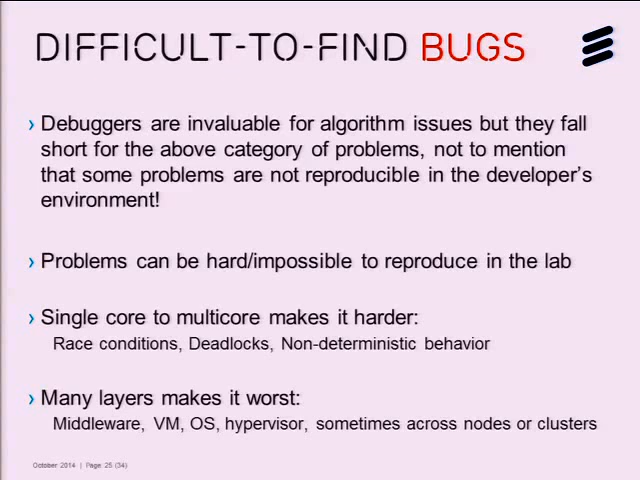 DIFFICULT-TO-FIND BUGS
› Debuggers are invaluable for algorithm issues but they fall
short for the above category of problems, not to mention
that some problems are not reproducible in the developer's
environment!
› Problems can be hard/impossible to reproduce in the lab
› Single core to multicore makes it harder:
Race conditions, Deadlocks, Non-deterministic behavior
› Many layers makes it worst:
Middleware, VM, OS, hypervisor, sometimes across nodes or clusters
October 2014 | Page 25 (34)